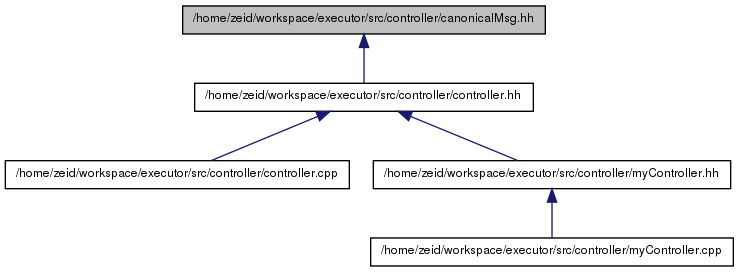 /home/zeid/workspace/executor/src/controller/canonicalMsg.hh
/home/zeid/workspace/executor/src/controller/controller.hh
/home/zeid/workspace/executor/src/controller/controller.cpp
/home/zeid/workspace/executor/src/controller/myController.hh
/home/zeid/workspace/executor/src/controller/myController.cpp